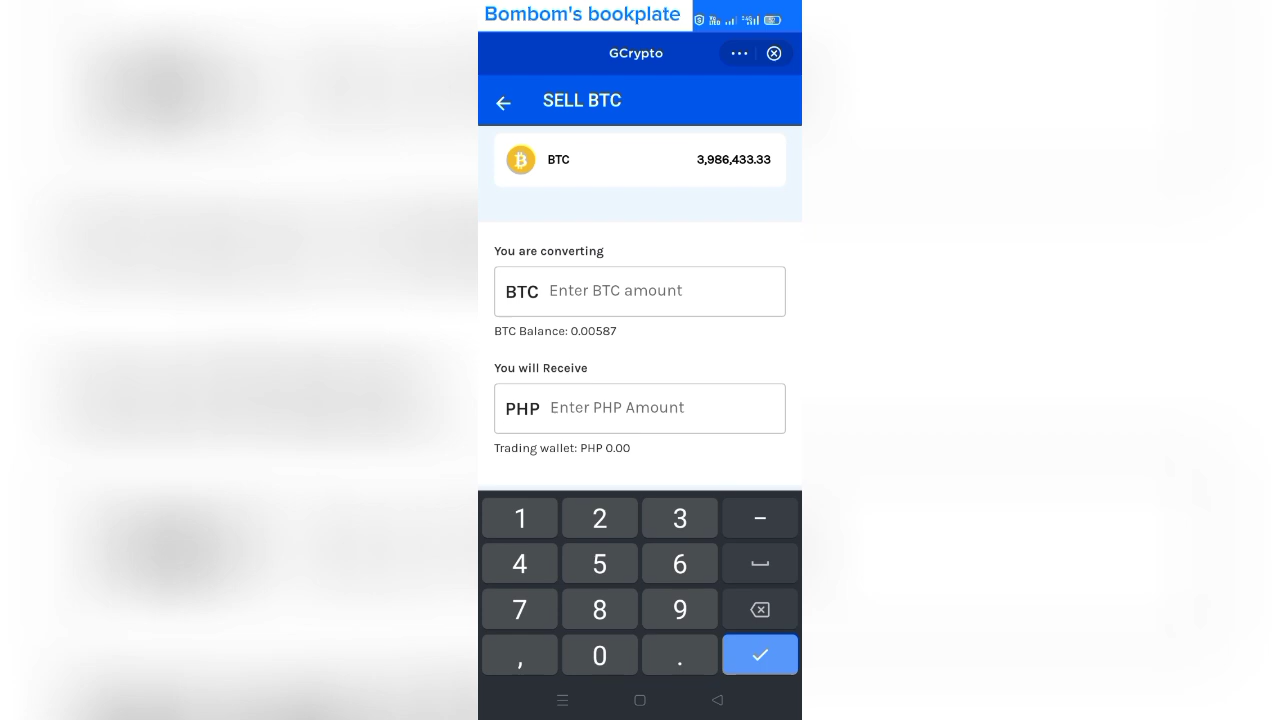 Bombom's bookplate
GCrypto
SELL BTC
BTC 3,986,433.33
You are converting
BTC Enter BTC amount
BTC Balance: 0.00587
You will Receive
PHP Enter PHP Amount
Trading wallet: PHP 0.00
1 2 3 -
4 5 6
7 8 9
, 0 .